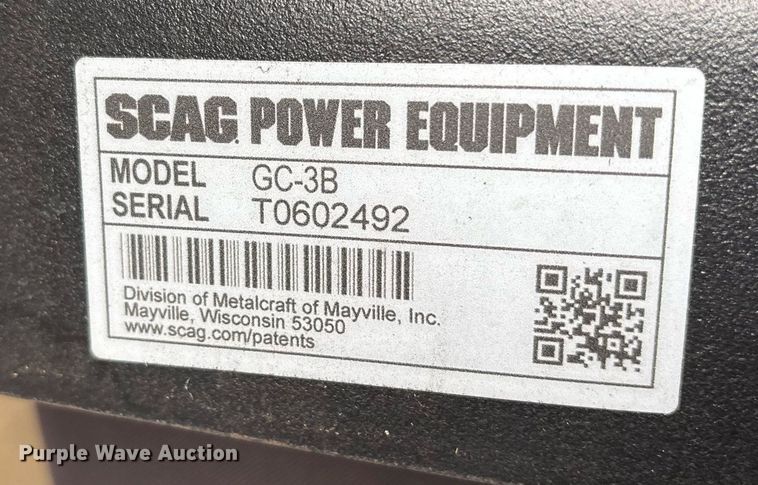 SCAG POWER EQUIPMENT
MODEL GC-3B
SERIAL T0602492
Division of Metalcraft of Mayville, Inc.
Mayville, Wisconsin 53050
www.scag.com/patents
Purple Wave Auction